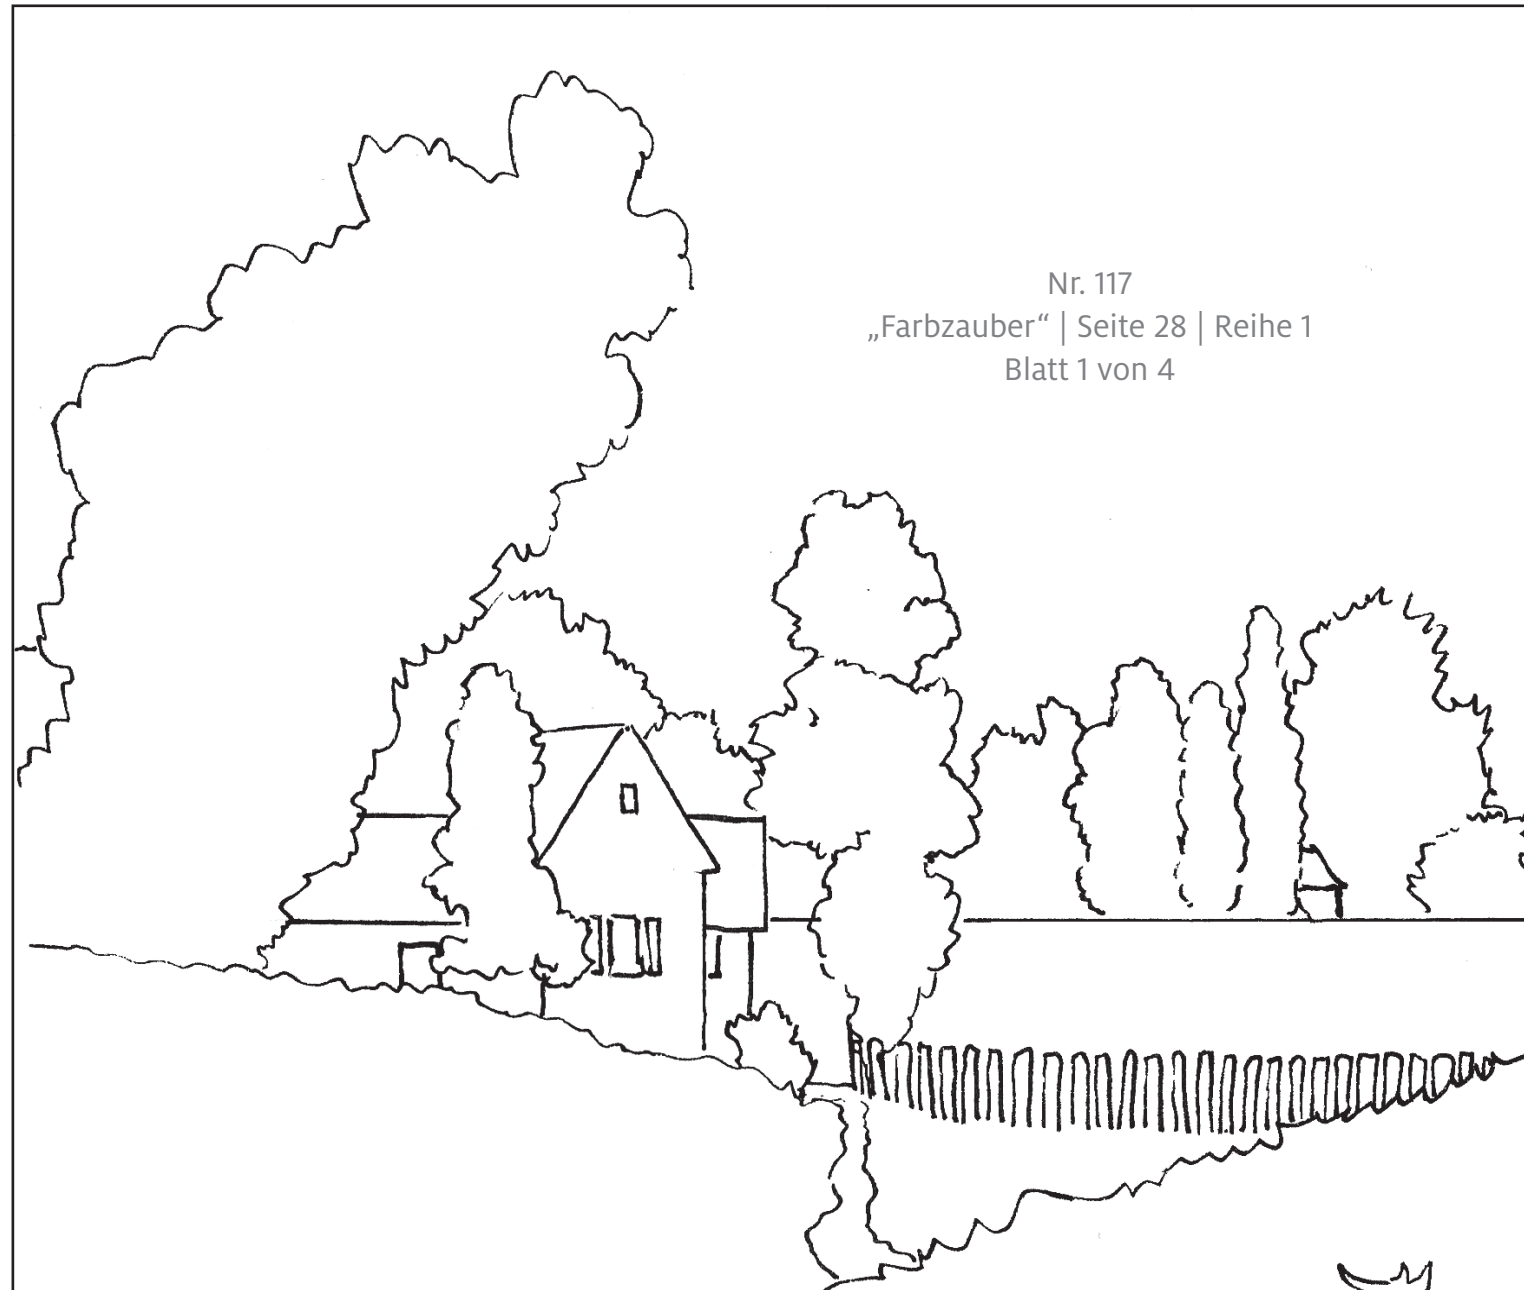 Nr. 117
„Farbzauber“ | Seite 28 | Reihe 1
Blatt 1 von 4